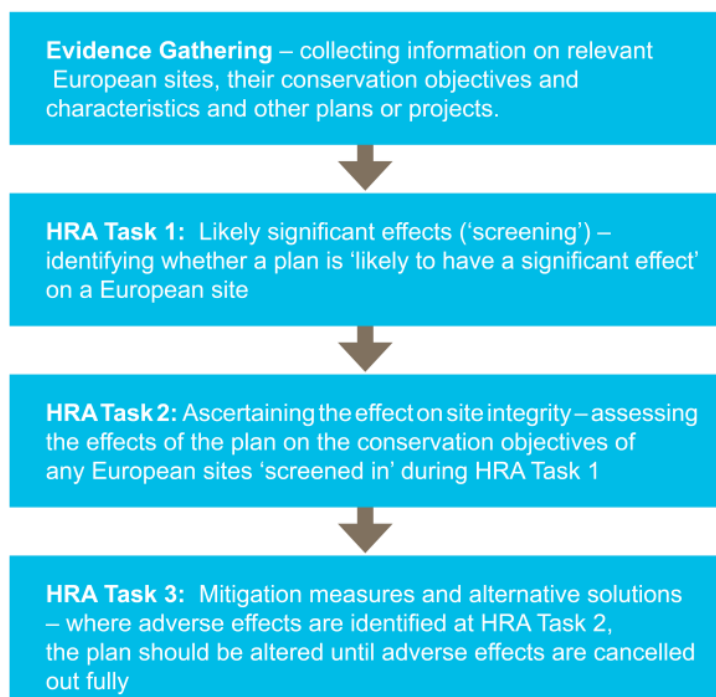 Evidence Gathering – collecting information on relevant
European sites, their conservation objectives and
characteristics and other plans or projects.
HRA Task 1: Likely significant effects (‘screening’) –
identifying whether a plan is ‘likely to have a significant effect’
on a European site
HRA Task 2: Ascertaining the effect on site integrity – assessing
the effects of the plan on the conservation objectives of
any European sites ‘screened in’ during HRA Task 1
HRA Task 3: Mitigation measures and alternative solutions
– where adverse effects are identified at HRA Task 2,
the plan should be altered until adverse effects are cancelled
out fully